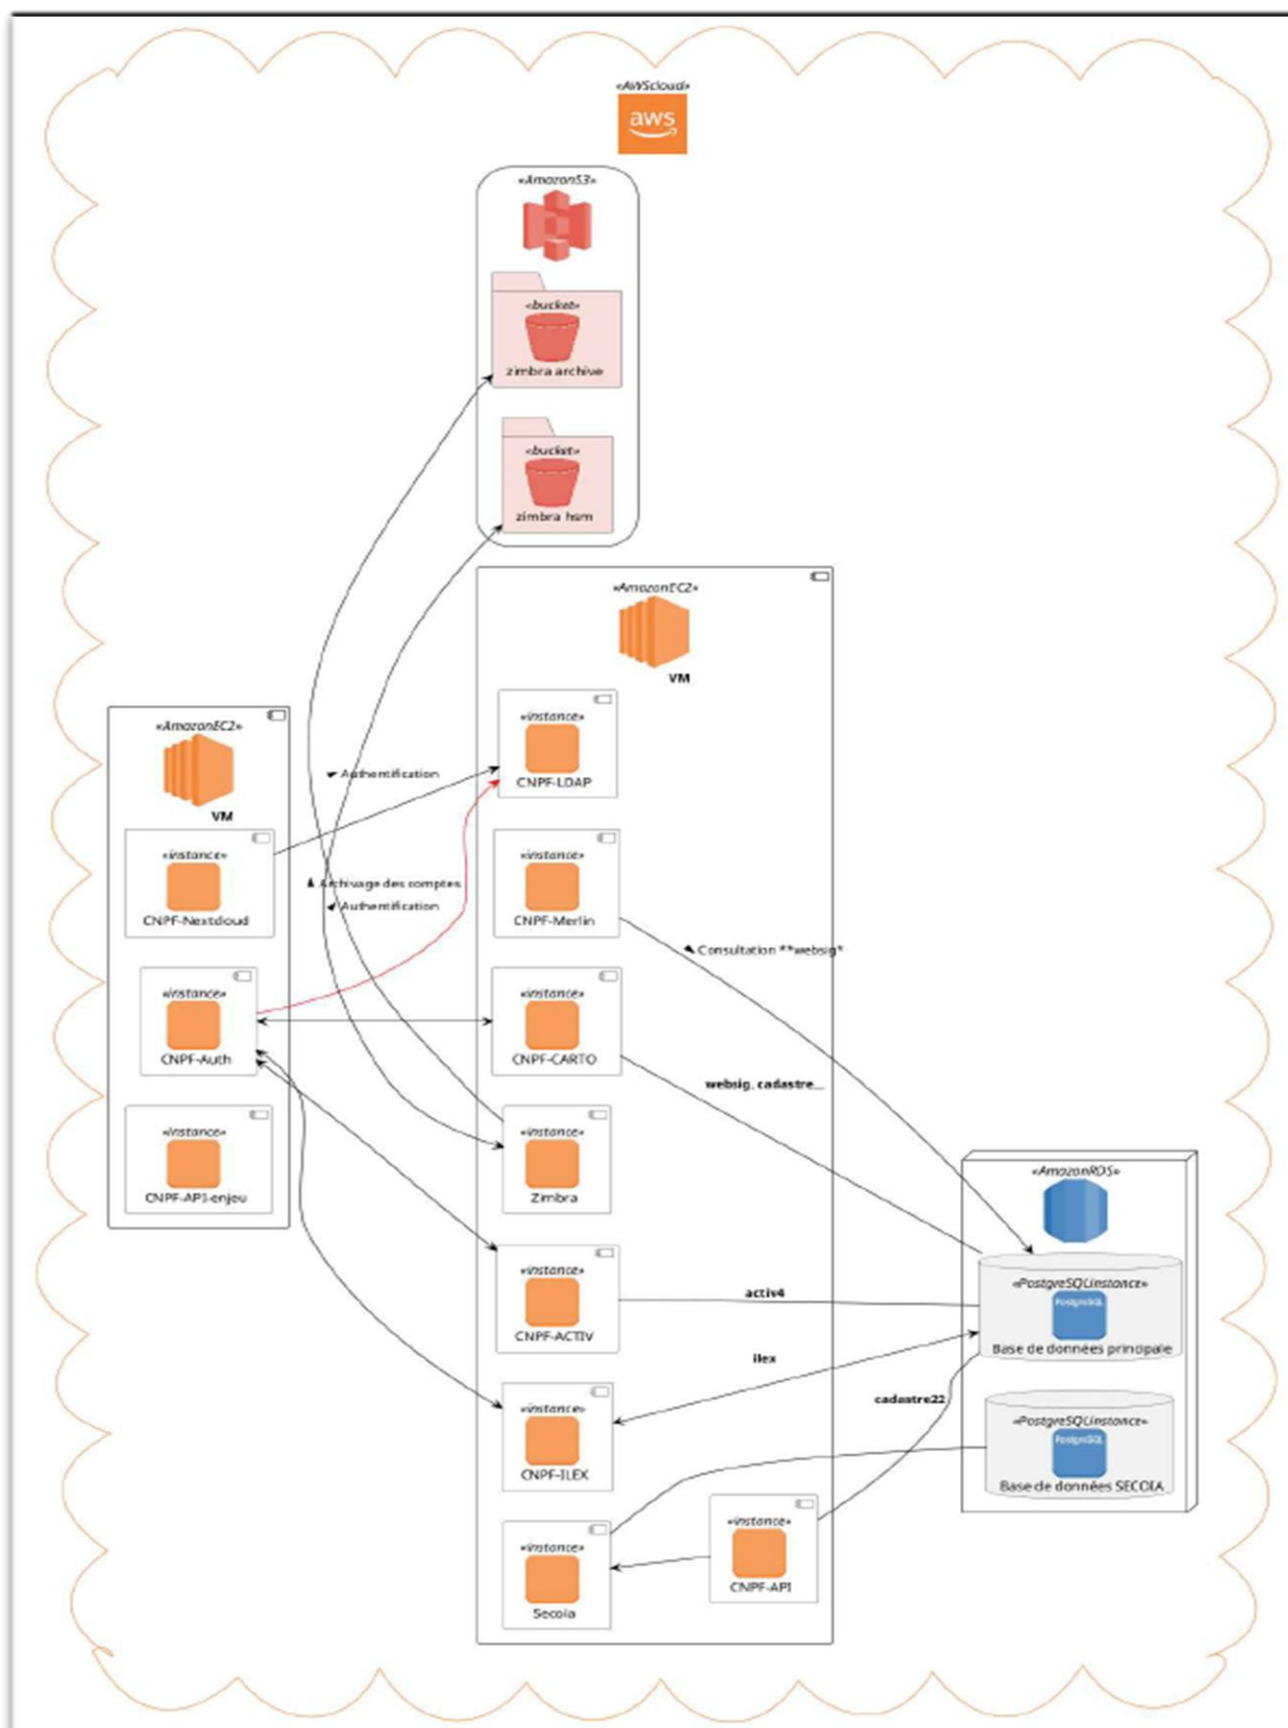 «AWScloud»
aws
«AmazonS3»
«bucket»
zimbra archive
«bucket»
zimbra hsm
«AmazonEC2»
VM
«instance»
CNPF-LDAP
«AmazonEC2»
VM
Authentification
«instance»
CNPF-Nextcloud
Archivage des comptes
Authentification
«instance»
CNPF-Merlin
Consultation **websig*
«instance»
CNPF-Auth
«instance»
CNPF-CARTO
websig, cadastre__
«instance»
CNPF-API-enjeu
«instance»
Zimbra
«AmazonRDS»
«PostgreSQLinstance»
PostgreSQL
Base de données principale
«instance»
CNPF-ACTIV
activ4
ilex
cadastre22
«instance»
CNPF-ILEX
«PostgreSQLinstance»
PostgreSQL
Base de données SECOIA
«instance»
Secoia
«instance»
CNPF-API